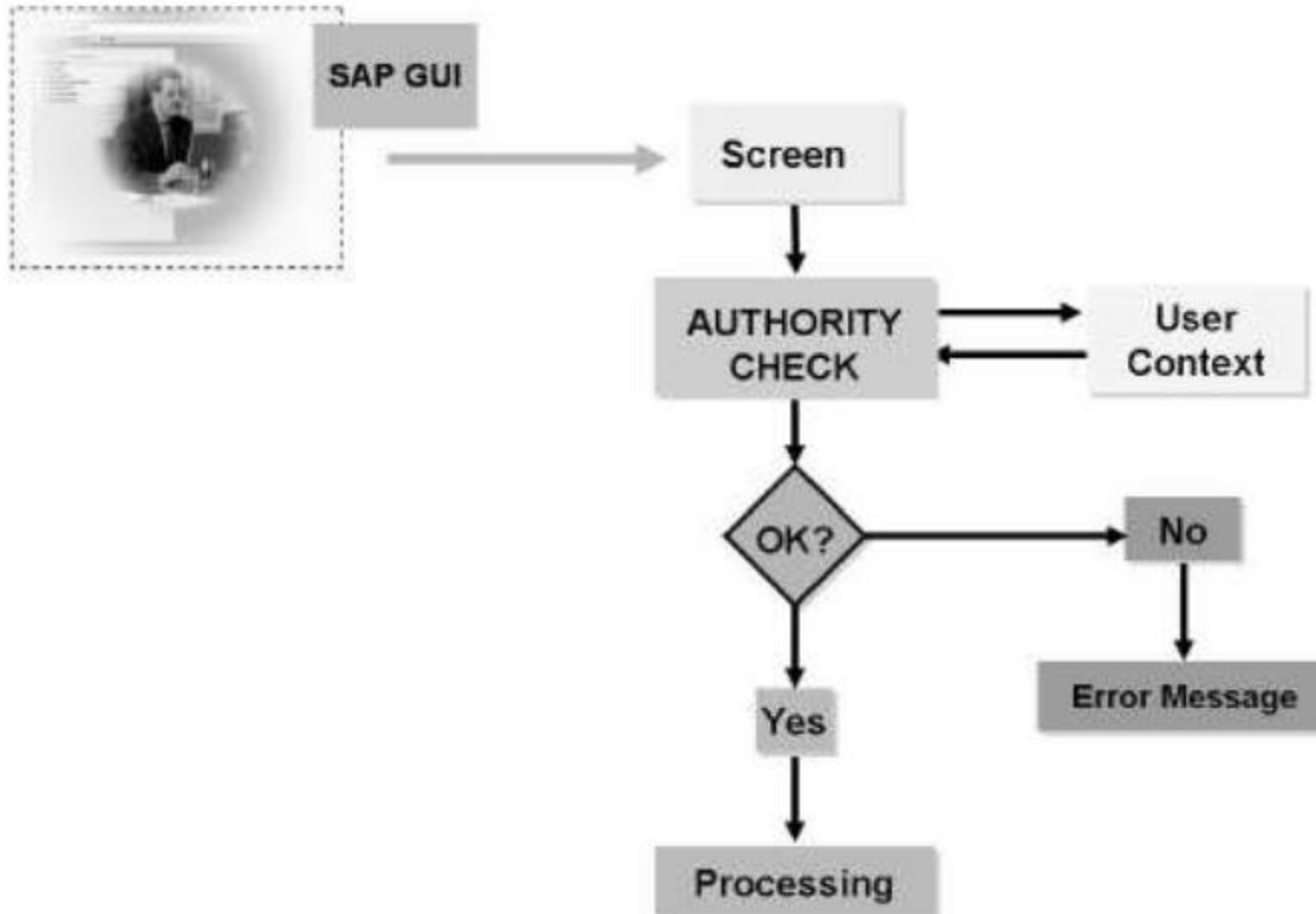 SAP GUI
Screen
AUTHORITY
CHECK
User
Context
OK?
No
Yes
Error Message
Processing